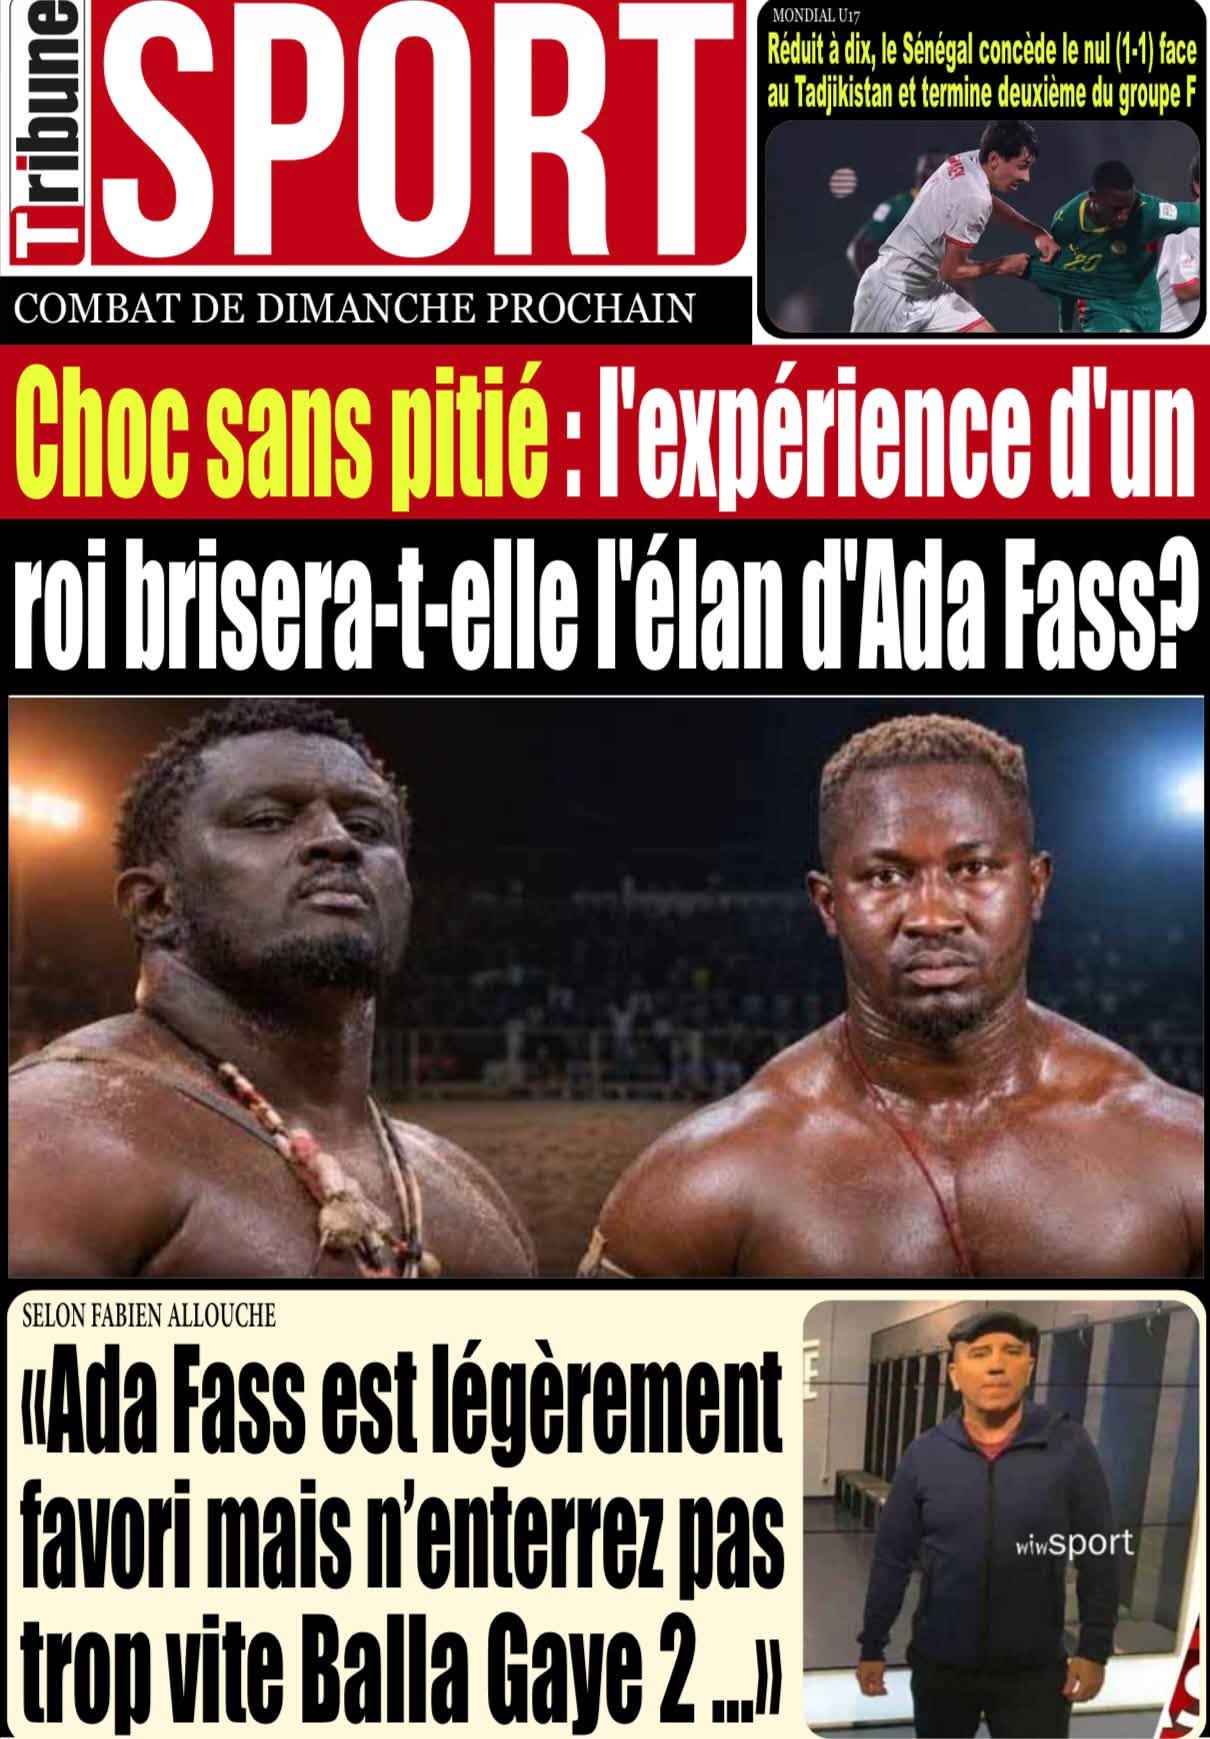 Tribune
SPORT
MONDIAL U17
Réduit à dix, le Sénégal concède le nul (1-1) face
au Tadjikistan et termine deuxième du groupe F
COMBAT DE DIMANCHE PROCHAIN
Choc sans pitié : l'expérience d'un
roi brisera-t-elle l'élan d'Ada Fass?
SELON FABIEN ALLOUCHE
«Ada Fass est légèrement
favori mais n’enterrez pas
trop vite Balla Gaye 2 ...»
wiwsport